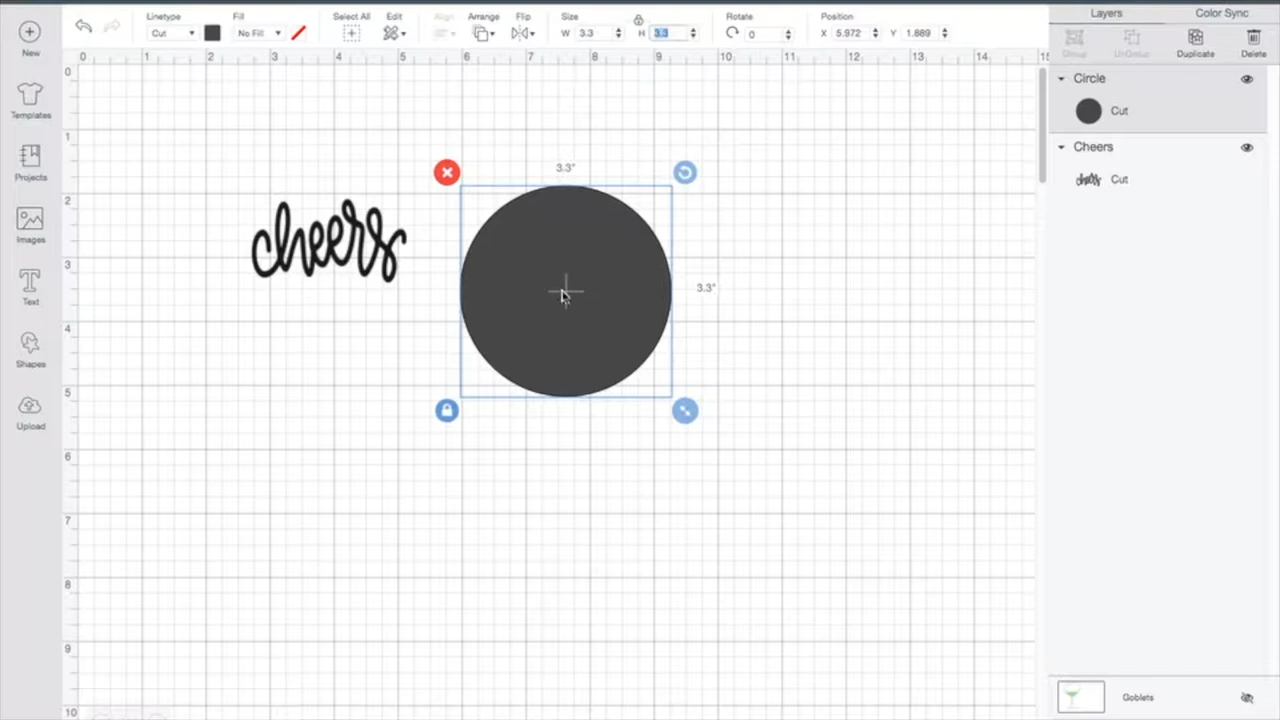 Linetype Fill Select All Edit Align Arrange Flip Size Rotate Position
Cut No Fill W 3.3 H 3.3 0 X 5.972 Y 1.889
Layers Color Sync
Group UnGroup Duplicate Delete
New
Templates
Projects
Images
Text
Shapes
Upload
0 1 2 3 4 5 6 7 8 9 10 11 12 13 14 15
0
1
2
3
4
5
6
7
8
9
10
3.3"
3.3"
cheers
Circle
Cut
Cheers
cheers
Cut
Goblets